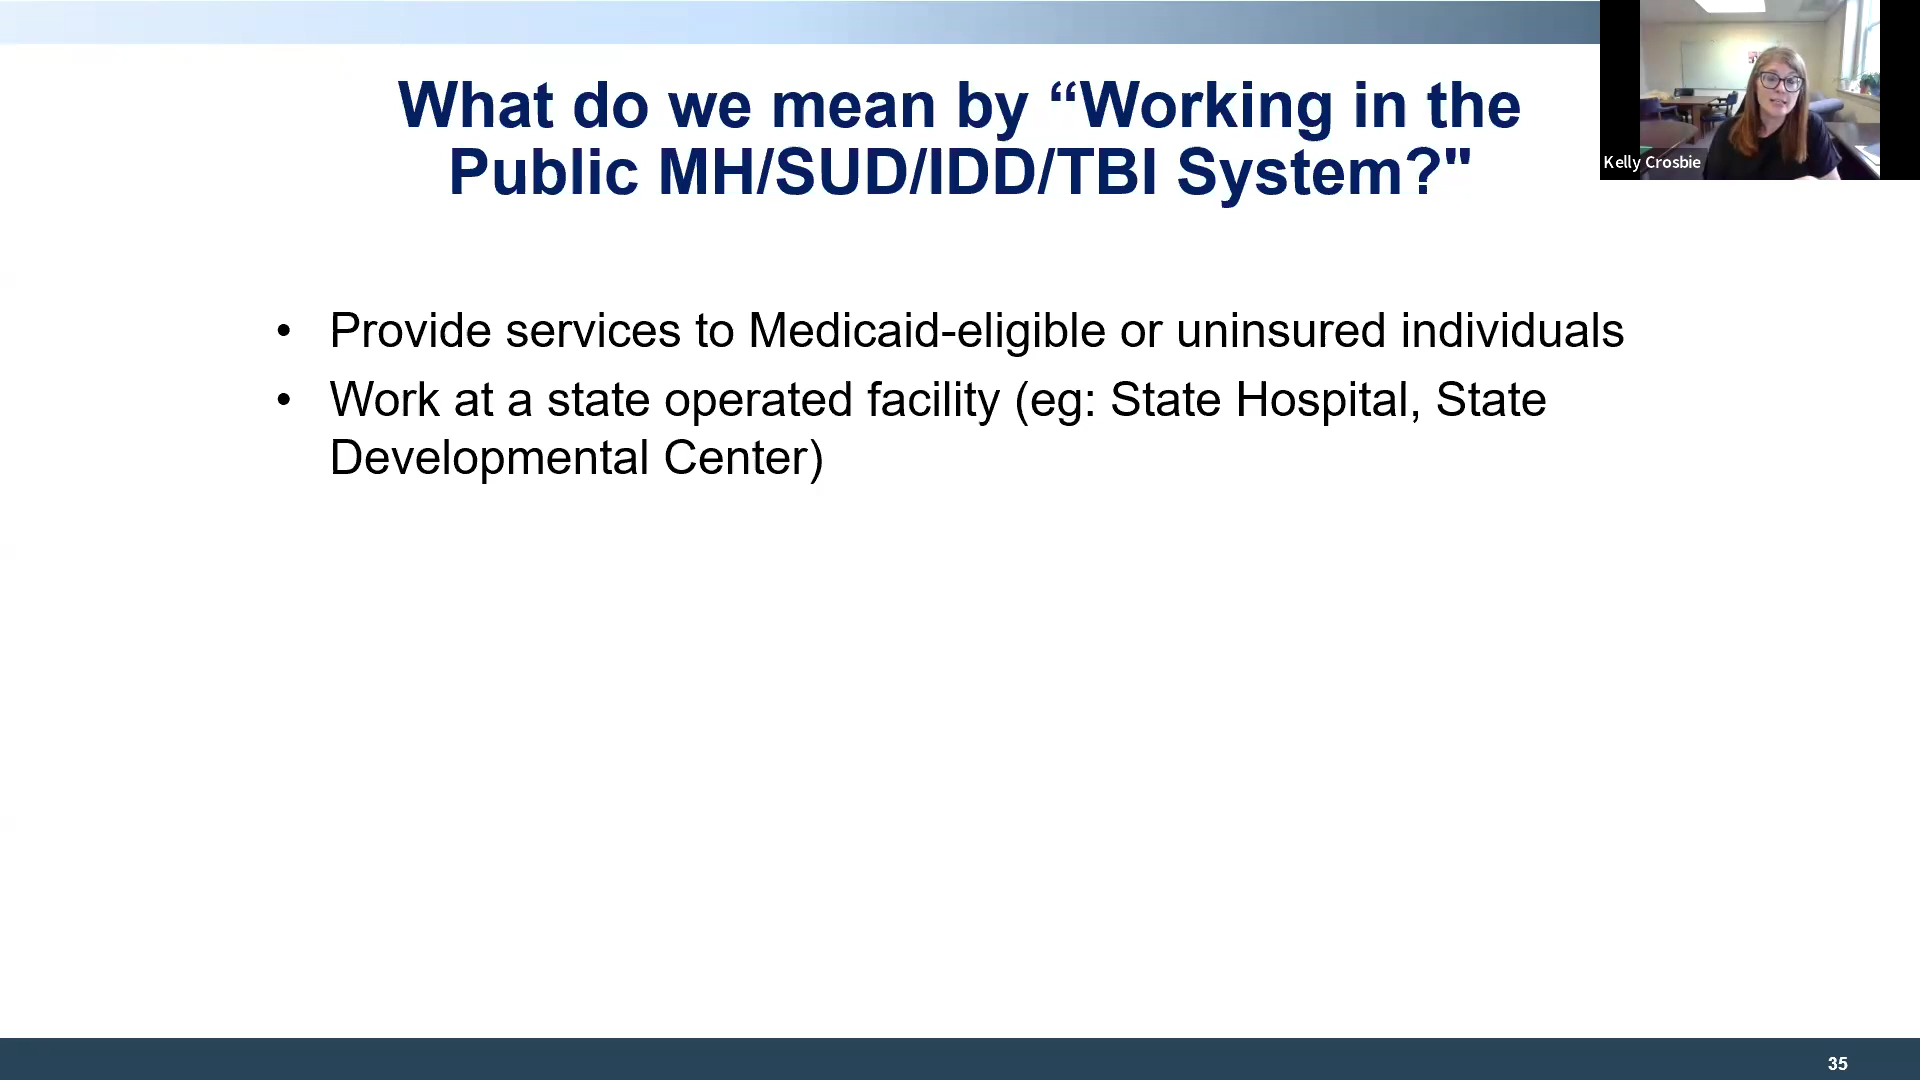 What do we mean by “Working in the
Public MH/SUD/IDD/TBI System?"
Kelly Crosbie
• Provide services to Medicaid-eligible or uninsured individuals
• Work at a state operated facility (eg: State Hospital, State
Developmental Center)
35